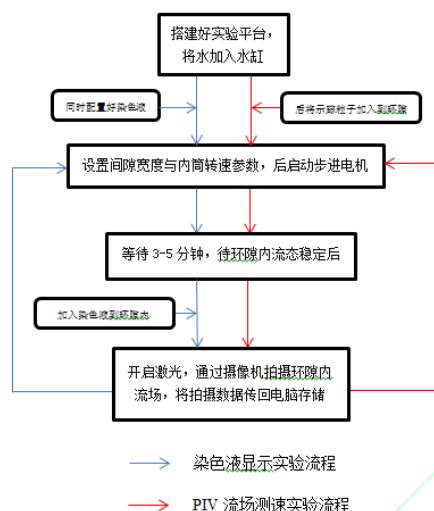 搭建好实验平台，
将水加入水缸
同时配置好染色液
后将示踪粒子加入到环隙
设置间隙宽度与内筒转速参数，后启动步进电机
等待 3-5 分钟，待环隙内流态稳定后
加入染色液到环隙内
开启激光，通过摄像机拍摄环隙内
流场，将拍摄数据传回电脑存储
染色液显示实验流程
PIV 流场测速实验流程